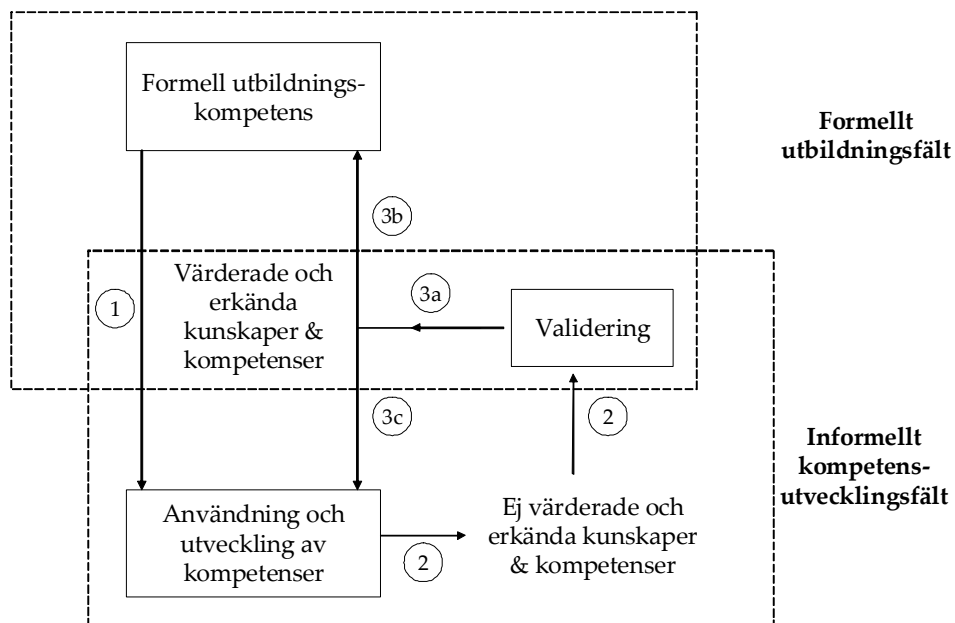 Formell utbildnings-
kompetens
Formellt
utbildningsfält
3b
Värderade och
erkända
kunskaper &
kompetenser
1
3a
Validering
3c
2
Informellt
kompetens-
utvecklingsfält
Användning och
utveckling av
kompetenser
2
Ej värderade och
erkända kunskaper
& kompetenser